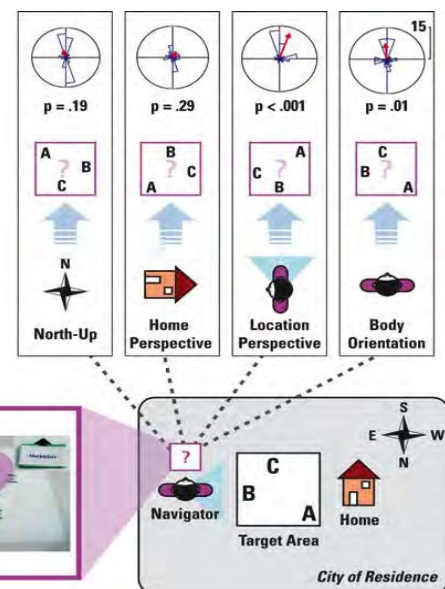 15
p = .19
p = .29
p < .001
p = .01
A
?
B
C
B
?
C
A
A
C
?
B
C
B
?
A
N
North-Up
Home
Perspective
Location
Perspective
Body
Orientation
?
Navigator
C
B
A
Target Area
Home
S
E W
N
City of Residence